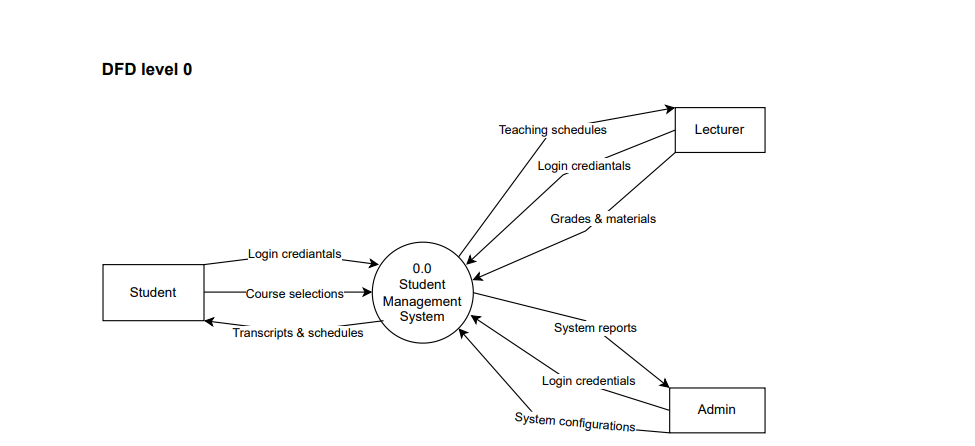 DFD level 0
Teaching schedules
Lecturer
Login crediantals
Grades & materials
Login crediantals
Student
Course selections
Transcripts & schedules
0.0
Student
Management
System
System reports
Login credentials
System configurations
Admin